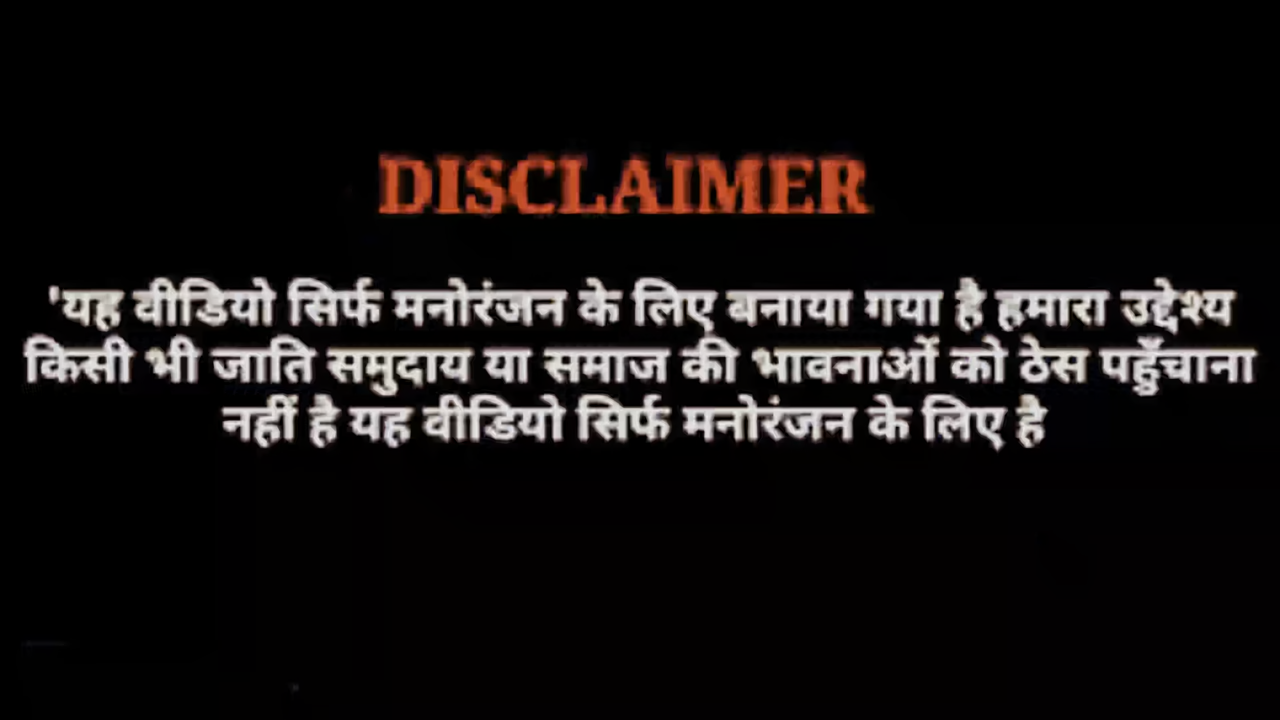 DISCLAIMER
'यह वीडियो सिर्फ मनोरंजन के लिए बनाया गया है हमारा उद्देश्य
किसी भी जाति समुदाय या समाज की भावनाओं को ठेस पहुँचाना
नहीं है यह वीडियो सिर्फ मनोरंजन के लिए है